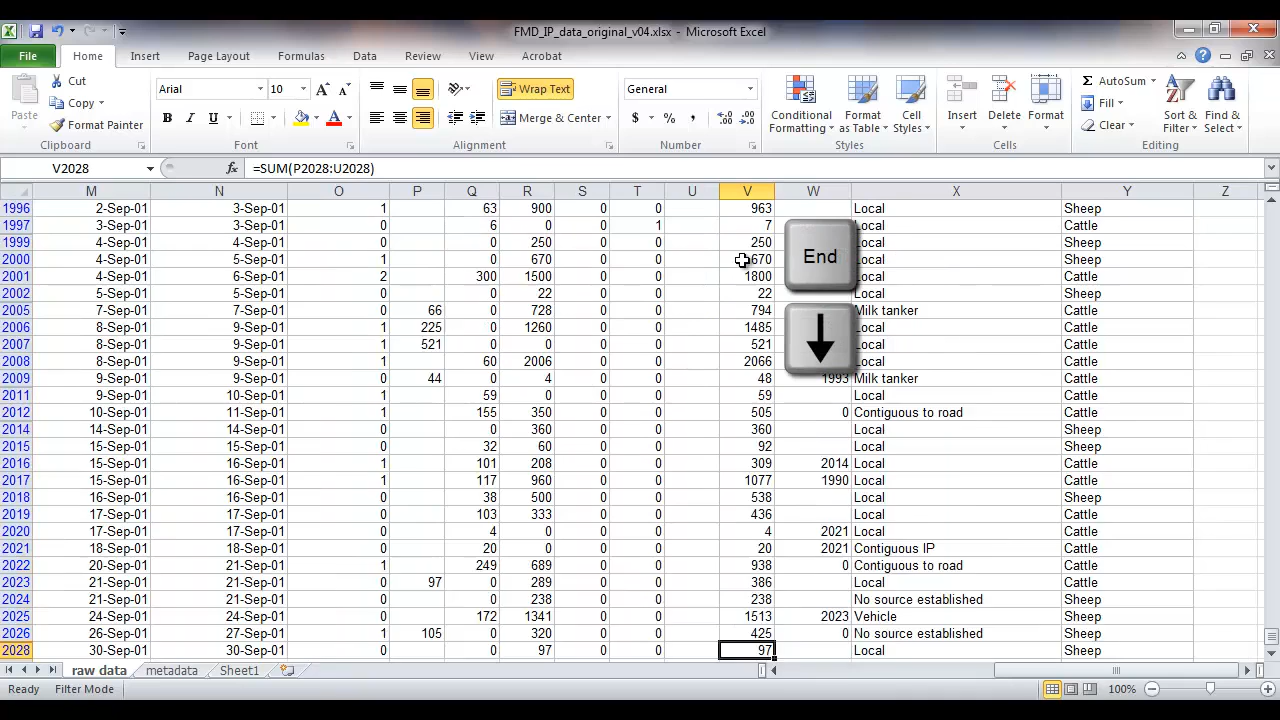 FMD_IP_data_original_v04.xlsx - Microsoft Excel
File Home Insert Page Layout Formulas Data Review View Acrobat
Cut
Copy
Format Painter
Paste
Arial 10
B I U
Wrap Text
Merge & Center
General
$ % ,
Conditional Formatting
Format as Table
Cell Styles
Insert
Delete
Format
AutoSum
Fill
Clear
Sort & Filter
Find & Select
Clipboard Font Alignment Number Styles Cells Editing
V2028 fx =SUM(P2028:U2028)
M N O P Q R S T U V W X Y Z
1996 2-Sep-01 3-Sep-01 1 63 900 0 0 963 Local Sheep
1997 3-Sep-01 3-Sep-01 0 6 0 0 1 7 Local Cattle
1999 4-Sep-01 4-Sep-01 0 0 250 0 0 250 Local Sheep
2000 4-Sep-01 5-Sep-01 1 0 670 0 0 670 Local Sheep
2001 4-Sep-01 6-Sep-01 2 300 1500 0 0 1800 Local Cattle
2002 5-Sep-01 5-Sep-01 0 0 22 0 0 22 Local Sheep
2005 7-Sep-01 7-Sep-01 0 66 0 728 0 0 794 Milk tanker Cattle
2006 8-Sep-01 9-Sep-01 1 225 0 1260 0 0 1485 Local Cattle
2007 8-Sep-01 9-Sep-01 1 521 0 0 0 0 521 Local Cattle
2008 8-Sep-01 9-Sep-01 1 60 2006 0 0 2066 Local Cattle
2009 9-Sep-01 9-Sep-01 0 44 0 4 0 0 48 1993 Milk tanker Cattle
2011 9-Sep-01 10-Sep-01 1 59 0 0 0 59 Local Cattle
2012 10-Sep-01 11-Sep-01 1 155 350 0 0 505 0 Contiguous to road Cattle
2014 14-Sep-01 14-Sep-01 0 0 360 0 0 360 Local Sheep
2015 15-Sep-01 15-Sep-01 0 32 60 0 0 92 Local Sheep
2016 15-Sep-01 16-Sep-01 1 101 208 0 0 309 2014 Local Cattle
2017 15-Sep-01 16-Sep-01 1 117 960 0 0 1077 1990 Local Cattle
2018 16-Sep-01 16-Sep-01 0 38 500 0 0 538 Local Sheep
2019 17-Sep-01 17-Sep-01 0 103 333 0 0 436 Local Cattle
2020 17-Sep-01 17-Sep-01 0 4 0 0 0 4 2021 Local Cattle
2021 18-Sep-01 18-Sep-01 0 20 0 0 0 20 2021 Contiguous IP Cattle
2022 20-Sep-01 21-Sep-01 1 249 689 0 0 938 0 Contiguous to road Cattle
2023 21-Sep-01 21-Sep-01 0 97 0 289 0 0 386 Local Cattle
2024 21-Sep-01 21-Sep-01 0 0 238 0 0 238 No source established Sheep
2025 24-Sep-01 24-Sep-01 0 172 1341 0 0 1513 2023 Vehicle Sheep
2026 26-Sep-01 27-Sep-01 1 105 0 320 0 0 425 0 No source established Sheep
2028 30-Sep-01 30-Sep-01 0 0 97 0 0 97 Local Sheep
End
raw data metadata Sheet1
Ready Filter Mode 100%